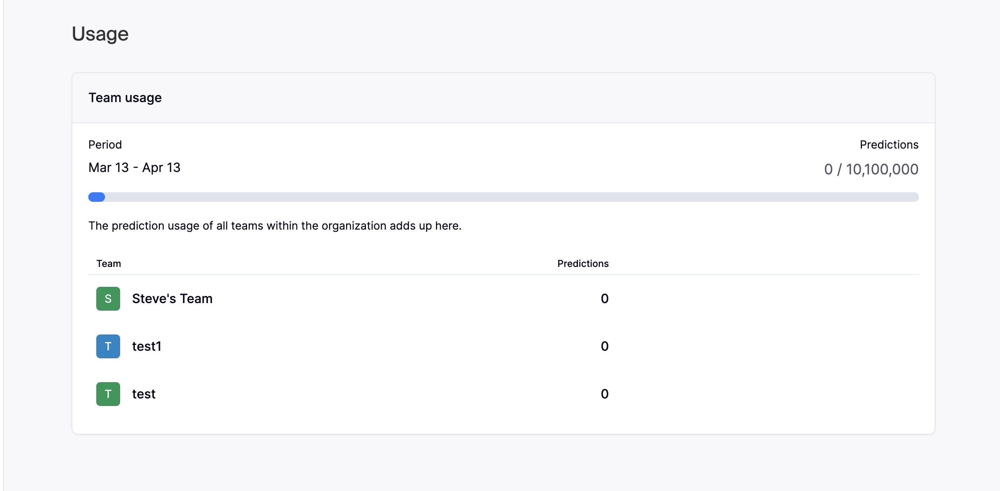 Usage
Team usage
Period
Predictions
Mar 13 - Apr 13
0 / 10,100,000
The prediction usage of all teams within the organization adds up here.
Team
Predictions
S
Steve's Team
0
T
test1
0
T
test
0